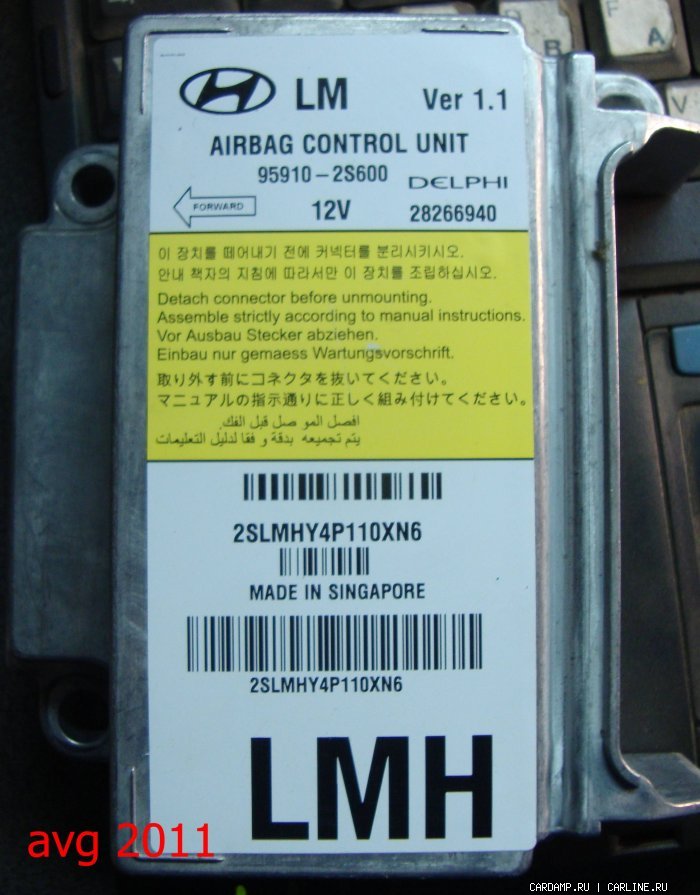 LM
Ver 1.1
AIRBAG CONTROL UNIT
95910-2S600
DELPHI
FORWARD
12V
28266940
이 장치를 떼어내기 전에 커넥터를 분리시키시오.
안내 책자의 지침에 따라서만 이 장치를 조립하십시오.
Detach connector before unmounting.
Assemble strictly according to manual instructions.
Vor Ausbau Stecker abziehen.
Einbau nur gemaess Wartungsvorschrift.
取り外す前にコネクタを抜いてください。
マニュアルの指示通りに正しく組み付けてください。
افصل المو صل قبل الفك.
يتم تجميعه بدقة و فقا لدليل التعليمات
2SLMHY4P110XN6
MADE IN SINGAPORE
2SLMHY4P110XN6
LMH
avg 2011
CARDAMP.RU | CARLINE.RU
B
F
A
V